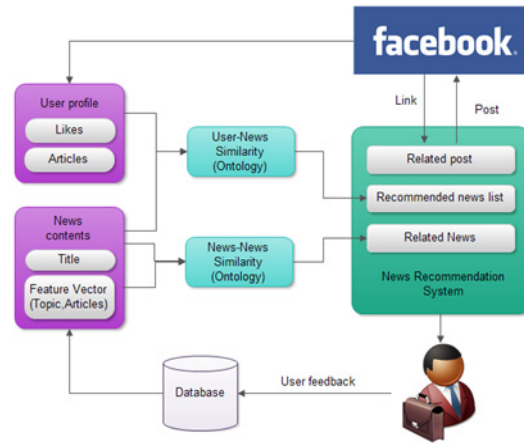 facebook.
User profile
Likes
Articles
Link
Post
User-News
Similarity
(Ontology)
Related post
Recommended news list
Related News
News Recommendation
System
News
contents
Title
Feature Vector
(Topic,Articles)
News-News
Similarity
(Ontology)
Database
User feedback